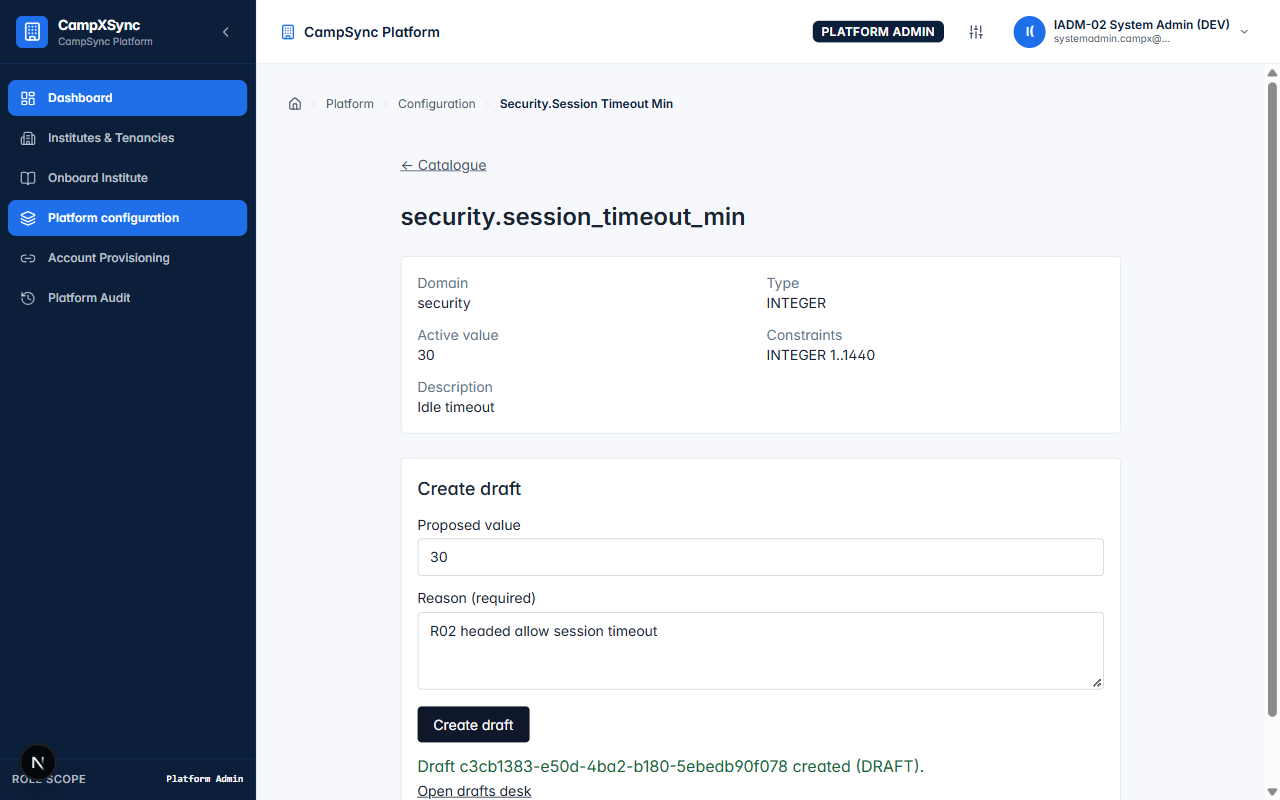 CampXSync
CampSync Platform
CampSync Platform
PLATFORM ADMIN
I(
IADM-02 System Admin (DEV)
systemadmin.campx@...
Dashboard
Institutes & Tenancies
Onboard Institute
Platform configuration
Account Provisioning
Platform Audit
Platform
Configuration
Security.Session Timeout Min
← Catalogue
security.session_timeout_min
Domain
security
Type
INTEGER
Active value
30
Constraints
INTEGER 1..1440
Description
Idle timeout
Create draft
Proposed value
30
Reason (required)
R02 headed allow session timeout
Create draft
Draft c3cb1383-e50d-4ba2-b180-5ebedb90f078 created (DRAFT).
Open drafts desk
N
ROLE SCOPE
Platform Admin